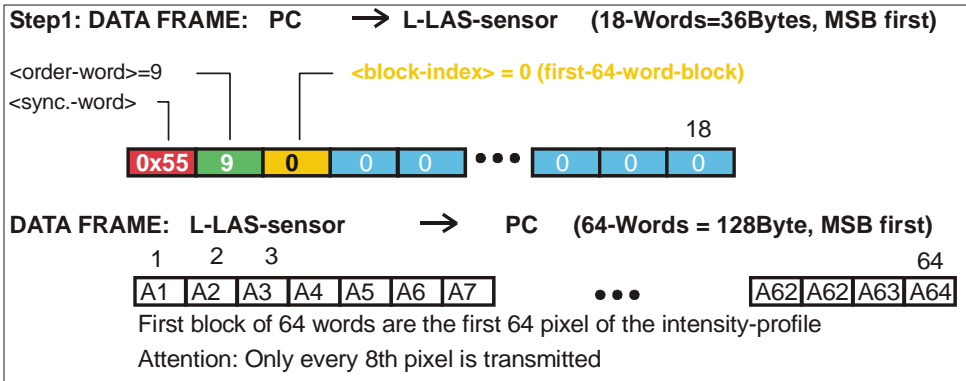 Step1: DATA FRAME: PC → L-LAS-sensor (18-Words=36Bytes, MSB first)
<order-word>=9 <block-index> = 0 (first-64-word-block)
<sync.-word>
18
0x55 9 0 0 0 ••• 0 0 0
DATA FRAME: L-LAS-sensor → PC (64-Words = 128Byte, MSB first)
1 2 3 64
A1 A2 A3 A4 A5 A6 A7 ••• A62 A62 A63 A64
First block of 64 words are the first 64 pixel of the intensity-profile
Attention: Only every 8th pixel is transmitted